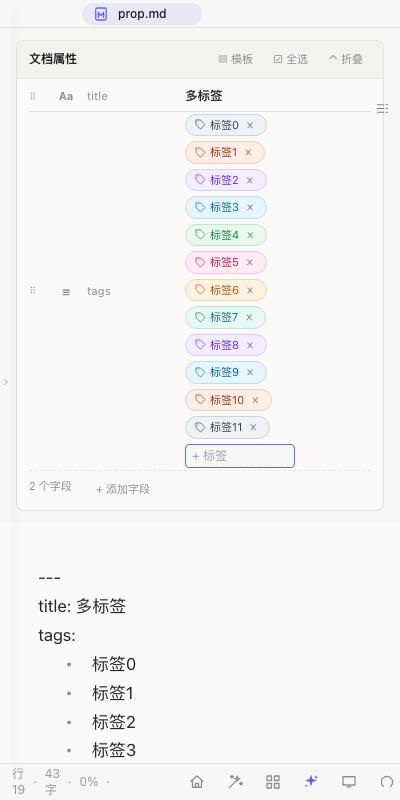 prop.md
文档属性 模板 全选 折叠
Aa title 多标签
标签0 ×
标签1 ×
标签2 ×
标签3 ×
标签4 ×
标签5 ×
标签6 ×
tags
标签7 ×
标签8 ×
标签9 ×
标签10 ×
标签11 ×
+ 标签
2 个字段 + 添加字段
---
title: 多标签
tags:
• 标签0
• 标签1
• 标签2
• 标签3
行 19 · 43 字 · 0% ·